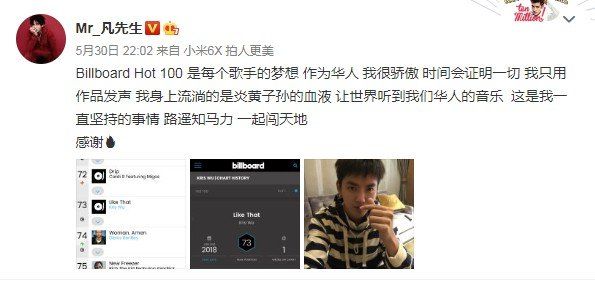 ten
Million
Mr_凡先生
5月30日 22:02 来自 小米6X 拍人更美
Billboard Hot 100 是每个歌手的梦想 作为华人 我很骄傲 时间会证明一切 我只用
作品发声 我身上流淌的是炎黄子孙的血液 让世界听到我们华人的音乐 这是我一
直坚持的事情 路遥知马力 一起闯天地
感谢
72
Drip
Cardi B Featuring Migos
73
Like That
Kris Wu
74
Woman, Amen
Dierks Bentley
75
New Freezer
billboard
KRIS WU CHART HISTORY
HOT 100
Like That
Kris Wu
73
2018
1